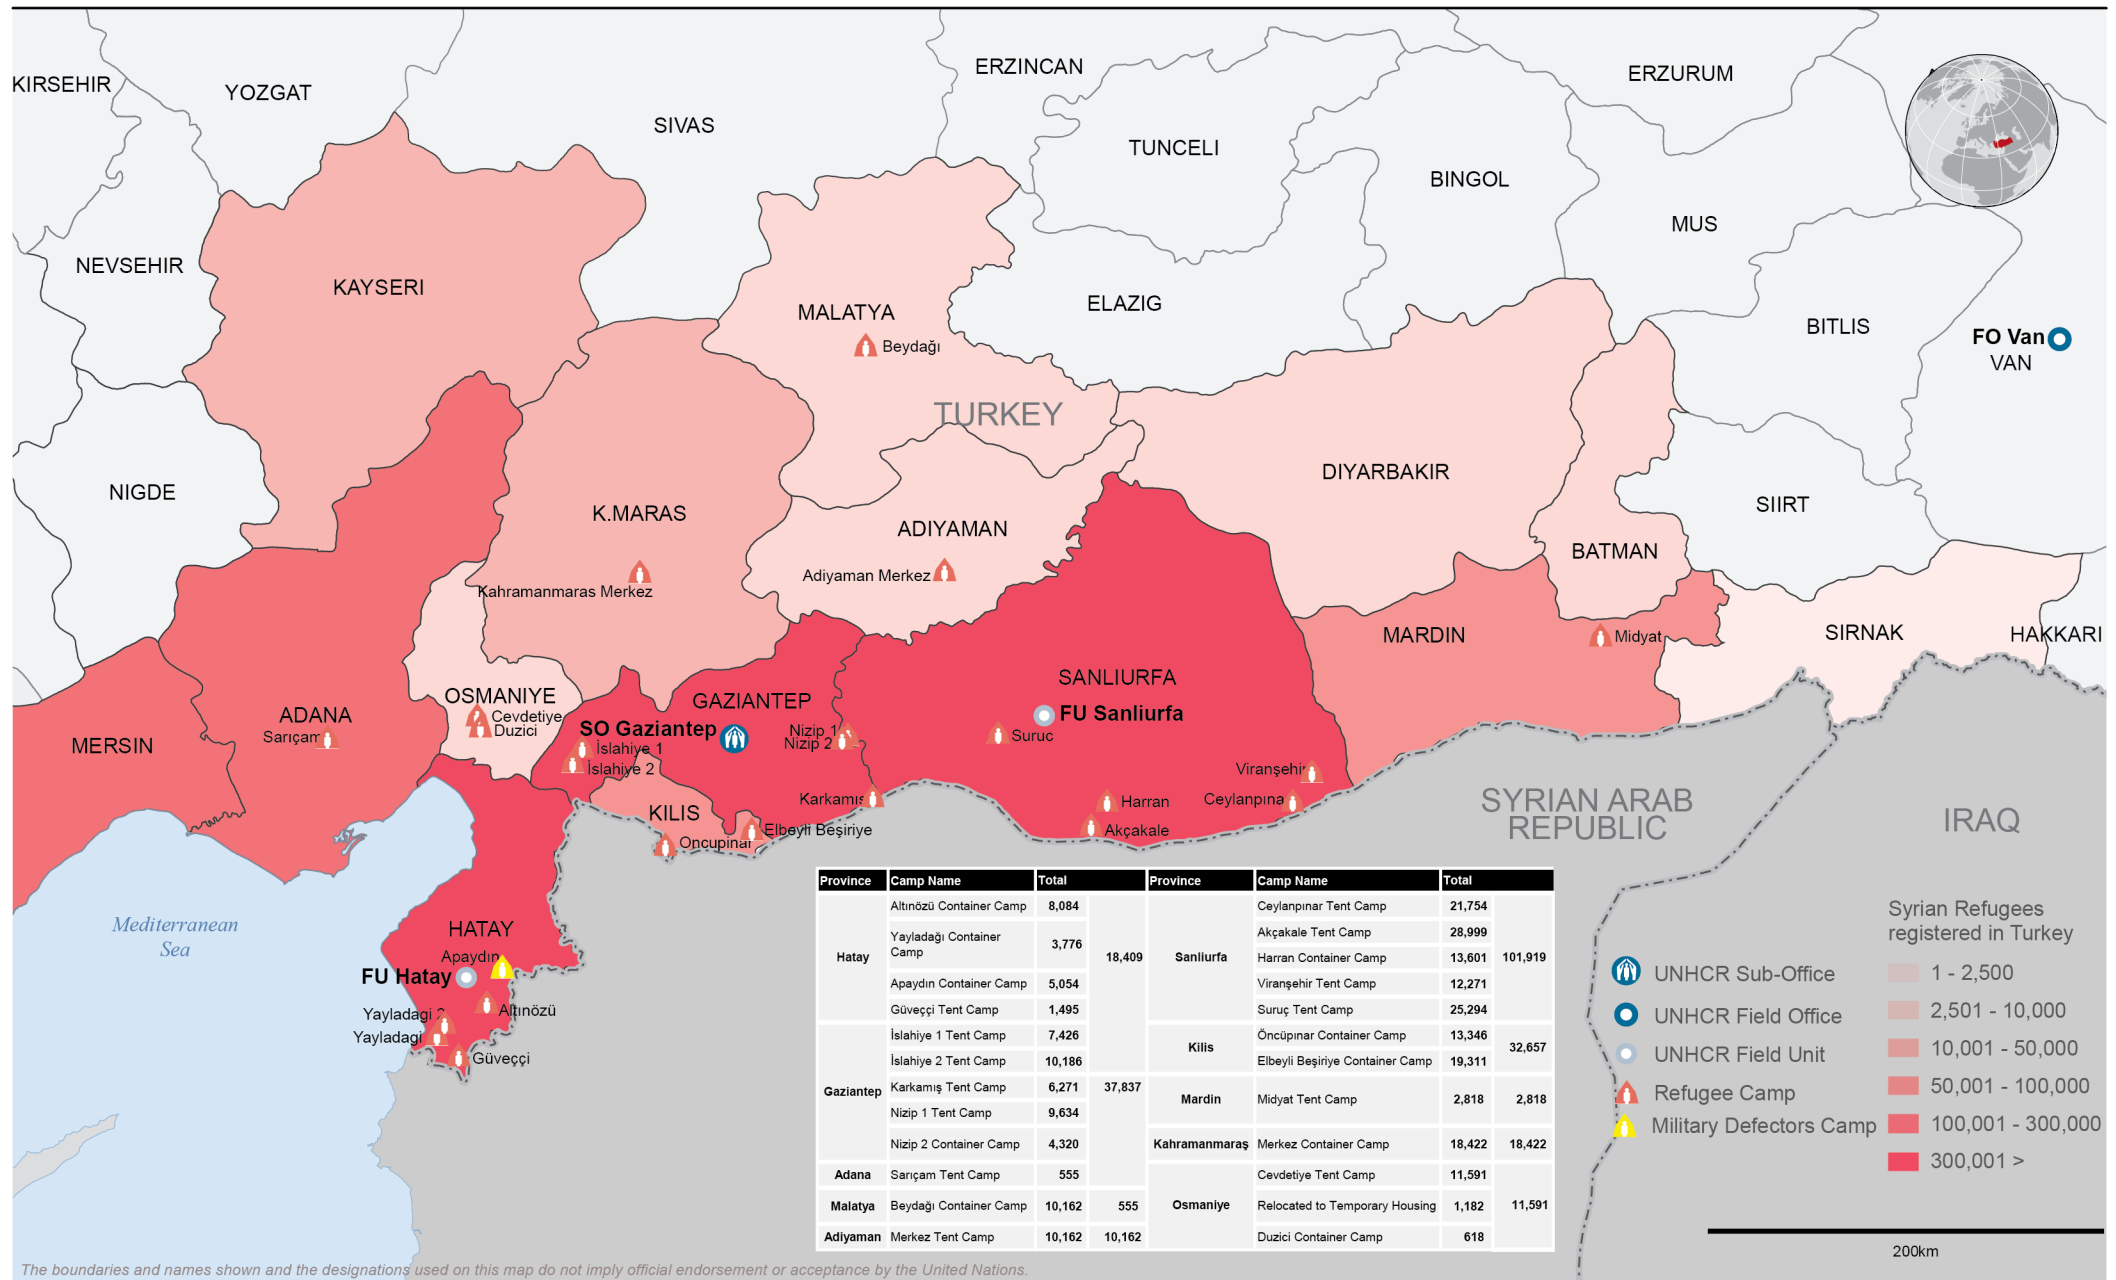 ERZINCAN
ERZURUM
KIRSEHIR
YOZGAT
SIVAS
TUNCELI
BINGOL
MUS
NEVSEHIR
KAYSERI
MALATYA
ELAZIG
BITLIS
FO Van
VAN
Beydağı
TURKEY
NIGDE
K.MARAS
ADIYAMAN
DIYARBAKIR
SIIRT
BATMAN
Adiyaman Merkez
Kahramanmaras Merkez
MARDIN
Midyat
SIRNAK
HAKKARI
OSMANIYE
Cevdetiye
Duzici
ADANA
Sarıçam
MERSIN
GAZIANTEP
SO Gaziantep
İslahiye 1
İslahiye 2
Nizip 1
Nizip 2
Karkamış
SANLIURFA
FU Sanliurfa
Suruc
Viranşehir
Ceylanpına
Harran
Akçakale
KILIS
Elbeyli Beşiriye
Oncupinar
SYRIAN ARAB
REPUBLIC
IRAQ
Mediterranean
Sea
HATAY
Apaydın
FU Hatay
Altınözü
Yayladagi 2
Yayladagi
Güveççi
Province Camp Name Total Province Camp Name Total
Hatay
Altınözü Container Camp 8,084
Yayladağı Container
Camp 3,776
Apaydın Container Camp 5,054
Güveççi Tent Camp 1,495
18,409
Gaziantep
İslahiye 1 Tent Camp 7,426
İslahiye 2 Tent Camp 10,186
Karkamış Tent Camp 6,271
Nizip 1 Tent Camp 9,634
Nizip 2 Container Camp 4,320
37,837
Adana Sarıçam Tent Camp 555
Malatya Beydağı Container Camp 10,162 555
Adiyaman Merkez Tent Camp 10,162 10,162
Sanliurfa
Ceylanpınar Tent Camp 21,754
Akçakale Tent Camp 28,999
Harran Container Camp 13,601
Viranşehir Tent Camp 12,271
Suruç Tent Camp 25,294
101,919
Kilis
Öncüpınar Container Camp 13,346
Elbeyli Beşiriye Container Camp 19,311
32,657
Mardin Midyat Tent Camp 2,818 2,818
Kahramanmaraş Merkez Container Camp 18,422 18,422
Osmaniye
Cevdetiye Tent Camp 11,591
Relocated to Temporary Housing 1,182
Duzici Container Camp 618
11,591
UNHCR Sub-Office
UNHCR Field Office
UNHCR Field Unit
Refugee Camp
Military Defectors Camp
Syrian Refugees
registered in Turkey
1 - 2,500
2,501 - 10,000
10,001 - 50,000
50,001 - 100,000
100,001 - 300,000
300,001 >
200km
The boundaries and names shown and the designations used on this map do not imply official endorsement or acceptance by the United Nations.